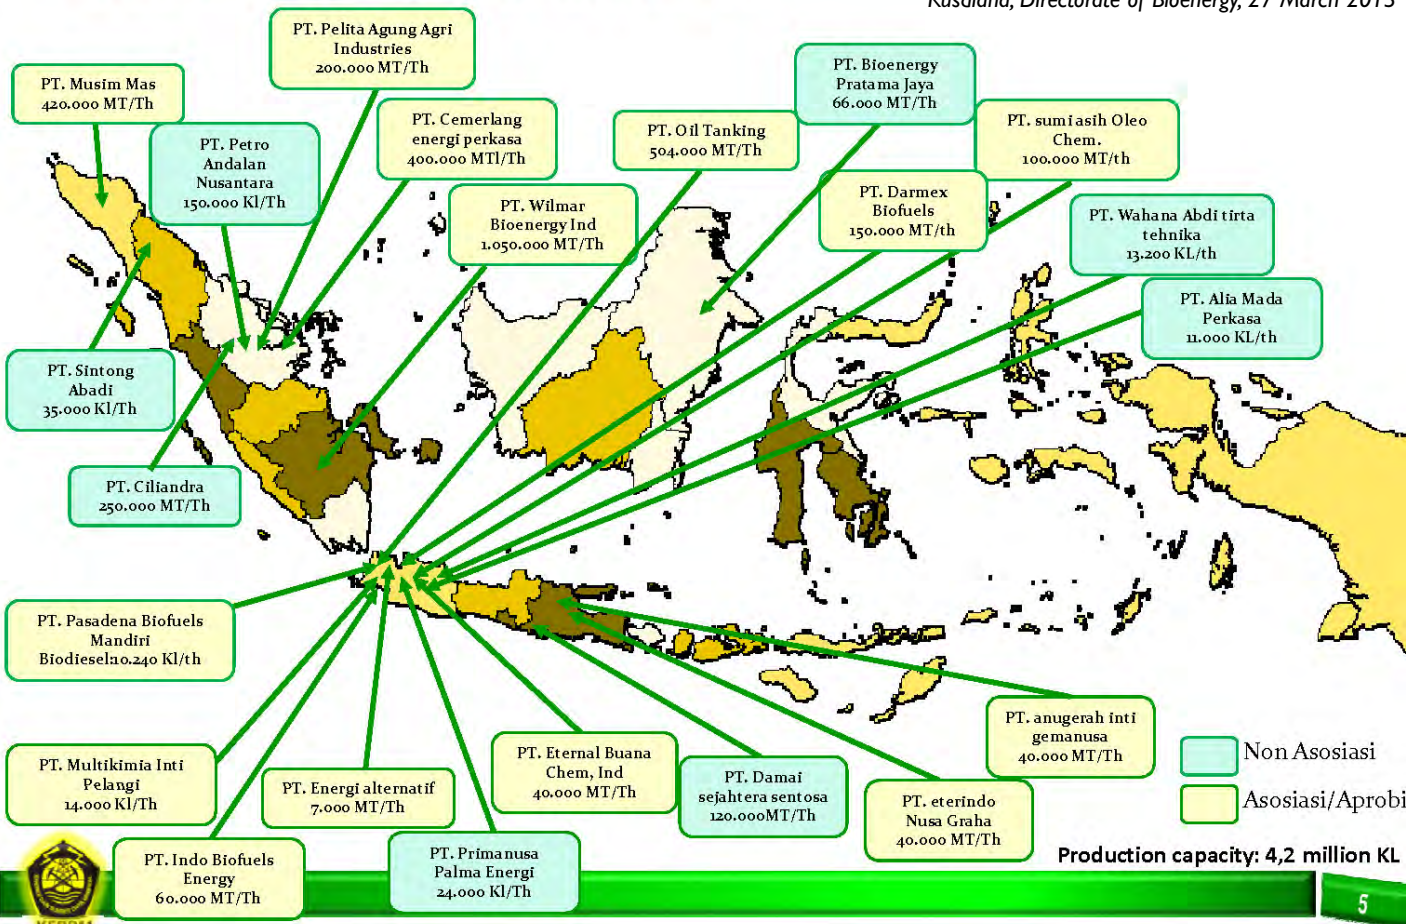 Kusdiana, Directorate of Bioenergy, 27 March 2013
PT. Pelita Agung Agri
Industries
200.000 MT/Th
PT. Musim Mas
420.000 MT/Th
PT. Petro
Andalan
Nusantara
150.000 Kl/Th
PT. Cemerlang
energi perkasa
400.000 MTl/Th
PT. Wilmar
Bioenergy Ind
1.050.000 MT/Th
PT. Oil Tanking
504.000 MT/Th
PT. Bioenergy
Pratama Jaya
66.000 MT/Th
PT. Darmex
Biofuels
150.000 MT/th
PT. sumiasih Oleo
Chem.
100.000 MT/th
PT. Wahana Abdi tirta
tehnika
13.200 KL/th
PT. Alia Mada
Perkasa
11.000 KL/th
PT. Sintong
Abadi
35.000 Kl/Th
PT. Ciliandra
250.000 MT/Th
PT. Pasadena Biofuels
Mandiri
Biodiesel:10.240 Kl/th
PT. Multikimia Inti
Pelangi
14.000 Kl/Th
PT. Indo Biofuels
Energy
60.000 MT/Th
PT. Energi alternatif
7.000 MT/Th
PT. Primanusa
Palma Energi
24.000 Kl/Th
PT. Eternal Buana
Chem, Ind
40.000 MT/Th
PT. Damai
sejahtera sentosa
120.000MT/Th
PT. eterindo
Nusa Graha
40.000 MT/Th
PT. anugerah inti
gemanusa
40.000 MT/Th
Non Asosiasi
Asosiasi/Aprobi
Production capacity: 4,2 million KL
5